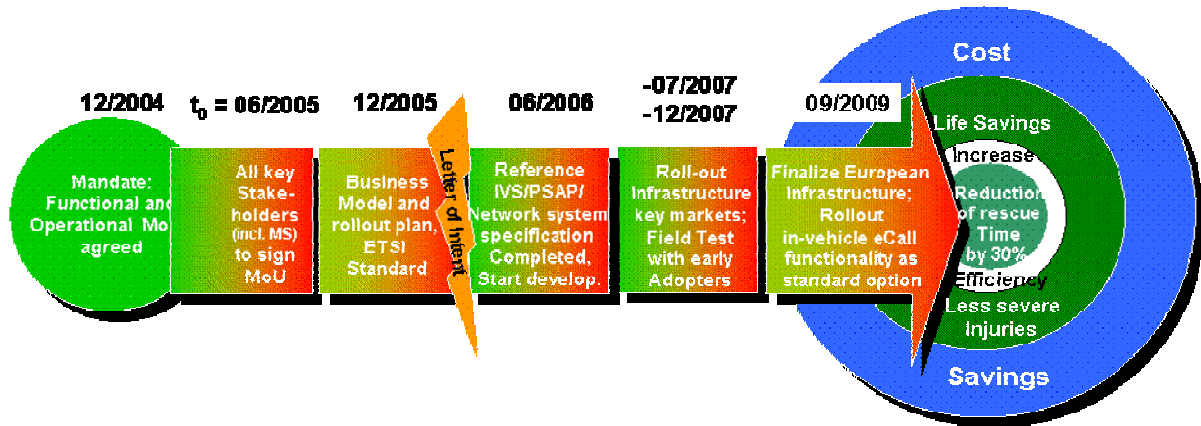 12/2004
Mandate:
Functional and
Operational Mo
agreed
t0 = 06/2005
All key
Stake-
holders
(incl. MS)
to sign
MoU
12/2005
Business
Model and
rollout plan,
ETSI
Standard
Letter of Intent
06/2006
Reference
IVS/PSAP/
Network system
specification
Completed,
Start develop.
-07/2007
-12/2007
Roll-out
Infrastructure
key markets;
Field Test
with early
Adopters
09/2009
Finalize European
Infrastructure;
Rollout
in-vehicle eCall
functionality as
standard option
Cost
Life Savings
Increase
Reduction
of rescue
Time
by 30%
Efficiency
Less severe
Injuries
Savings